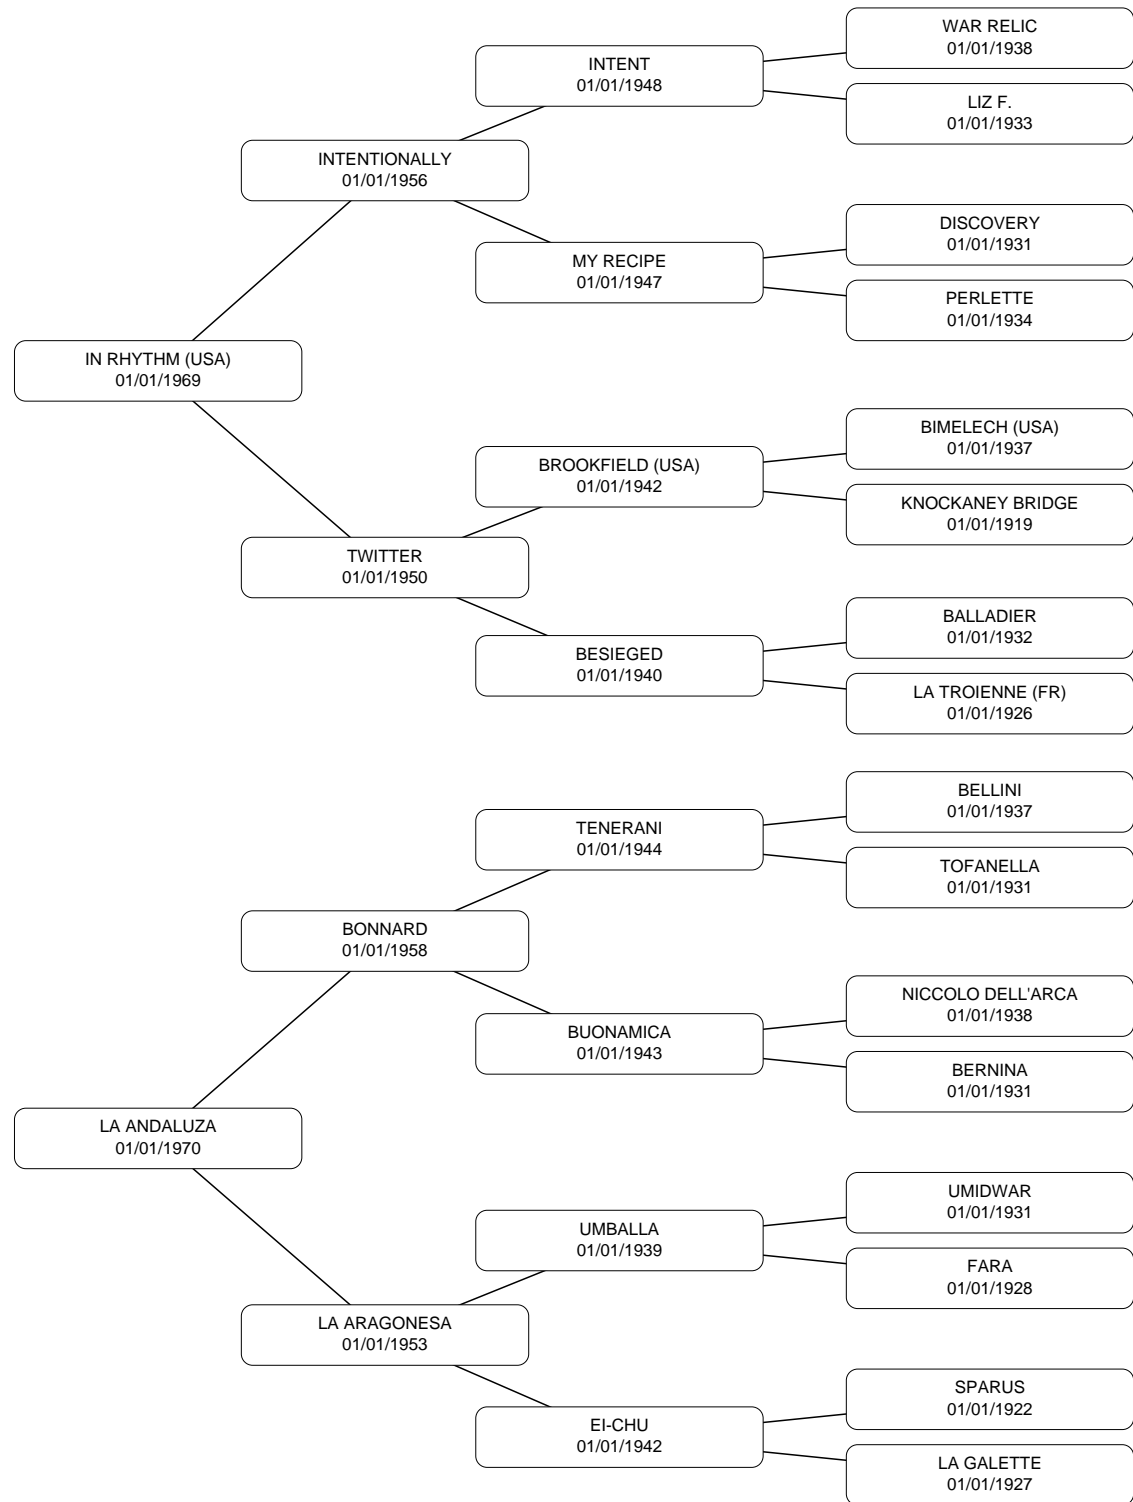 WAR RELIC
01/01/1938
INTENT
01/01/1948
LIZ F.
01/01/1933
INTENTIONALLY
01/01/1956
DISCOVERY
01/01/1931
MY RECIPE
01/01/1947
PERLETTE
01/01/1934
IN RHYTHM (USA)
01/01/1969
BIMELECH (USA)
01/01/1937
BROOKFIELD (USA)
01/01/1942
KNOCKANEY BRIDGE
01/01/1919
TWITTER
01/01/1950
BALLADIER
01/01/1932
BESIEGED
01/01/1940
LA TROIENNE (FR)
01/01/1926
BELLINI
01/01/1937
TENERANI
01/01/1944
TOFANELLA
01/01/1931
BONNARD
01/01/1958
NICCOLO DELL'ARCA
01/01/1938
BUONAMICA
01/01/1943
BERNINA
01/01/1931
LA ANDALUZA
01/01/1970
UMIDWAR
01/01/1931
UMBALLA
01/01/1939
FARA
01/01/1928
LA ARAGONESA
01/01/1953
SPARUS
01/01/1922
EI-CHU
01/01/1942
LA GALETTE
01/01/1927